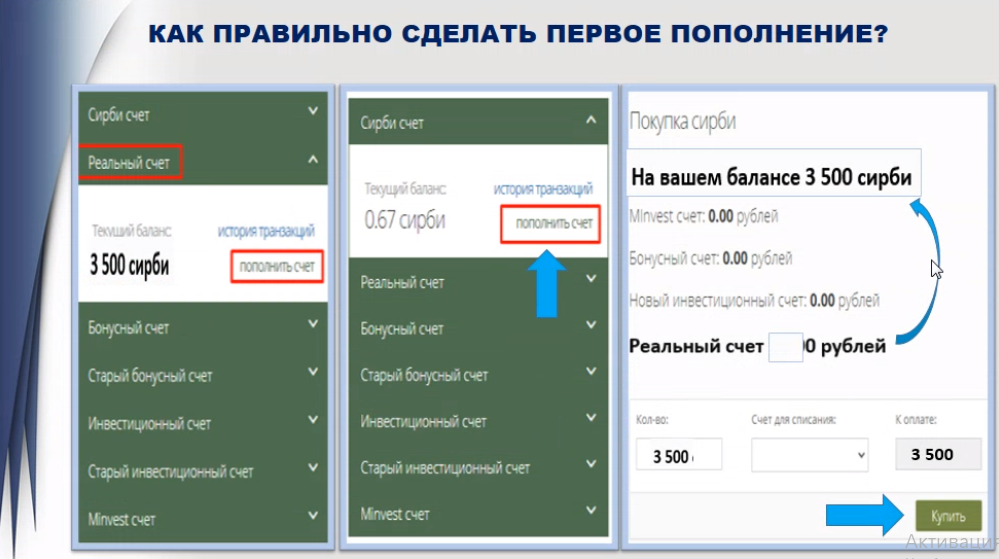 КАК ПРАВИЛЬНО СДЕЛАТЬ ПЕРВОЕ ПОПОЛНЕНИЕ?
Сирби счет
Реальный счет
Текущий баланс:
история транзакций
3 500 сирби
пополнить счет
Бонусный счет
Старый бонусный счет
Инвестиционный счет
Старый инвестиционный счет
Minvest счет
Сирби счет
Текущий баланс:
история транзакций
0.67 сирби
пополнить счет
Реальный счет
Бонусный счет
Старый бонусный счет
Инвестиционный счет
Старый инвестиционный счет
Minvest счет
Покупка сирби
На вашем балансе 3 500 сирби
MInvest счет: 0.00 рублей
Бонусный счет: 0.00 рублей
Новый инвестиционный счет: 0.00 рублей
Реальный счет 0 рублей
Кол-во:
Счет для списания:
К оплате:
3 500
3 500
Купить
Активация